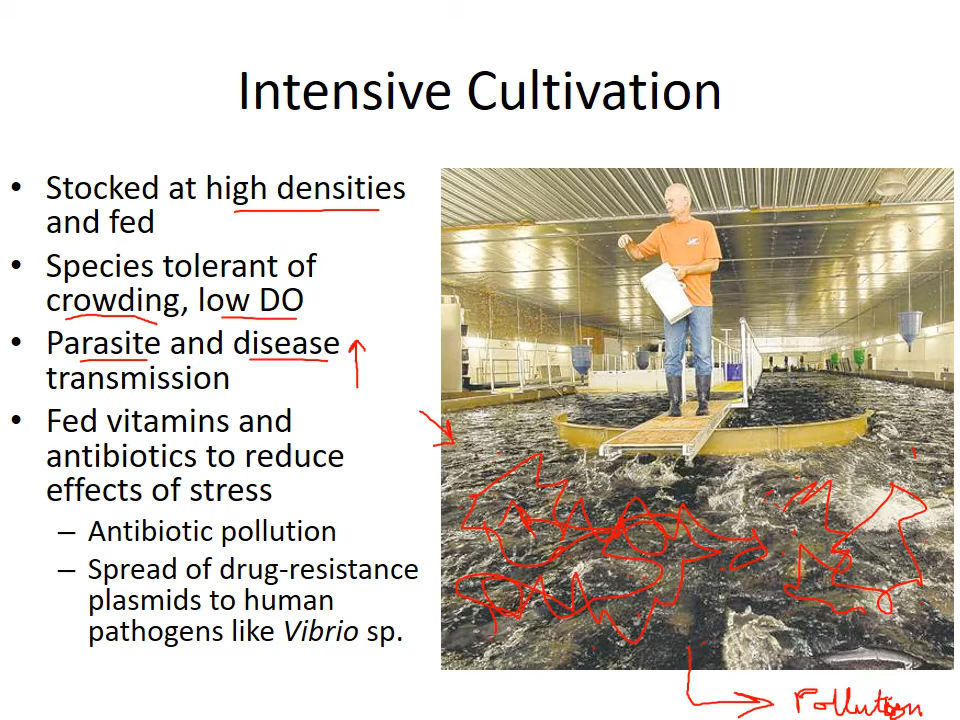 Intensive Cultivation
• Stocked at high densities
and fed
• Species tolerant of
crowding, low DO
• Parasite and disease
transmission
• Fed vitamins and
antibiotics to reduce
effects of stress
– Antibiotic pollution
– Spread of drug-resistance
plasmids to human
pathogens like Vibrio sp.
Pollution